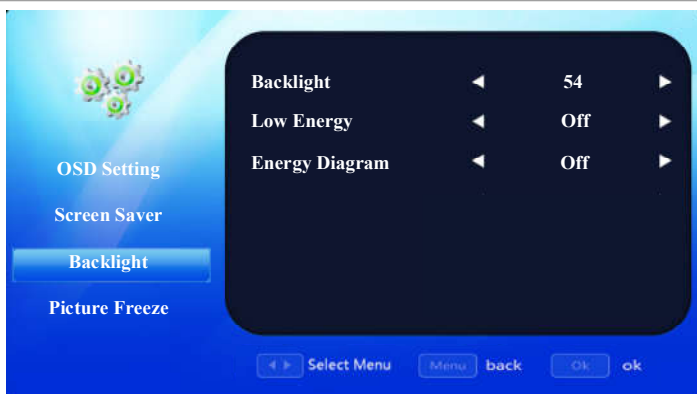 Backlight 54
Low Energy Off
Energy Diagram Off
OSD Setting
Screen Saver
Backlight
Picture Freeze
Select Menu Menu back Ok ok